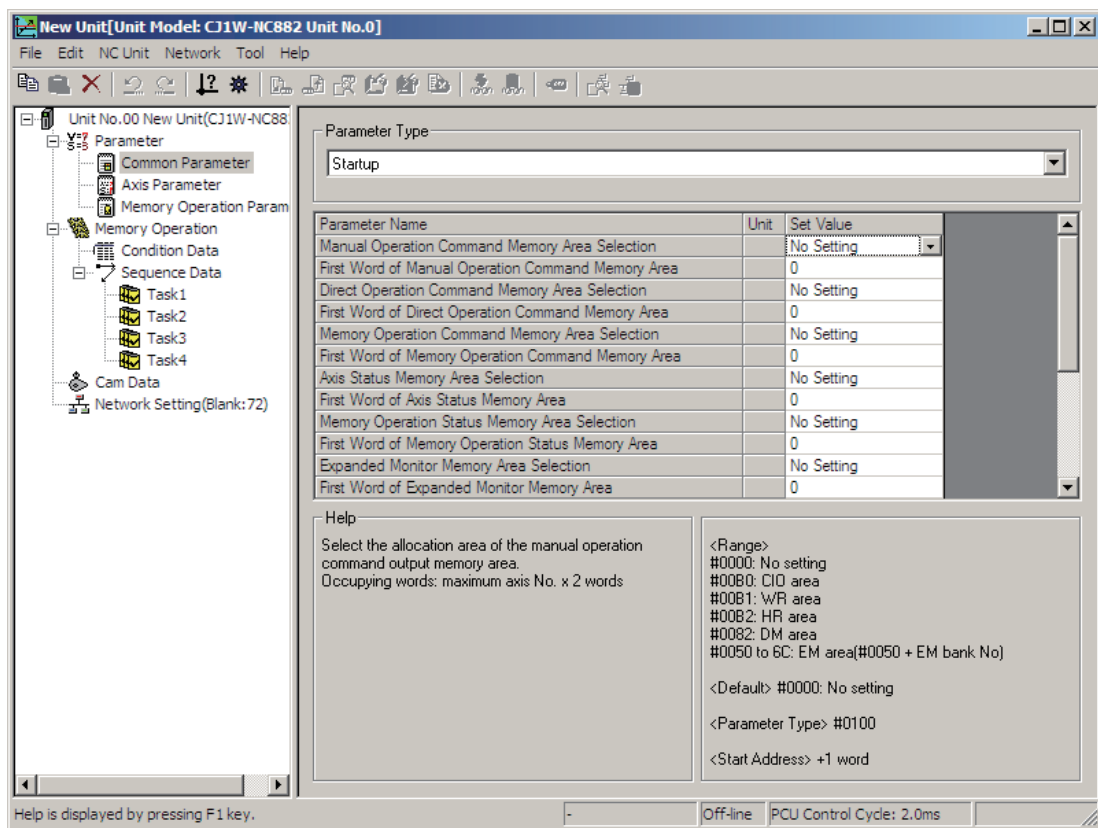 New Unit[Unit Model: CJ1W-NC882 Unit No.0]
File Edit NC Unit Network Tool Help
Unit No.00 New Unit(CJ1W-NC88
Parameter
Common Parameter
Axis Parameter
Memory Operation Param
Memory Operation
Condition Data
Sequence Data
Task1
Task2
Task3
Task4
Cam Data
Network Setting(Blank:72)
Parameter Type
Startup
Parameter Name Unit Set Value
Manual Operation Command Memory Area Selection No Setting
First Word of Manual Operation Command Memory Area 0
Direct Operation Command Memory Area Selection No Setting
First Word of Direct Operation Command Memory Area 0
Memory Operation Command Memory Area Selection No Setting
First Word of Memory Operation Command Memory Area 0
Axis Status Memory Area Selection No Setting
First Word of Axis Status Memory Area 0
Memory Operation Status Memory Area Selection No Setting
First Word of Memory Operation Status Memory Area 0
Expanded Monitor Memory Area Selection No Setting
First Word of Expanded Monitor Memory Area 0
Help
Select the allocation area of the manual operation
command output memory area.
Occupying words: maximum axis No. x 2 words
<Range>
#0000: No setting
#00B0: CIO area
#00B1: WR area
#00B2: HR area
#0082: DM area
#0050 to 6C: EM area(#0050 + EM bank No)
<Default> #0000: No setting
<Parameter Type> #0100
<Start Address> +1 word
Help is displayed by pressing F1 key. - Off-line PCU Control Cycle: 2.0ms